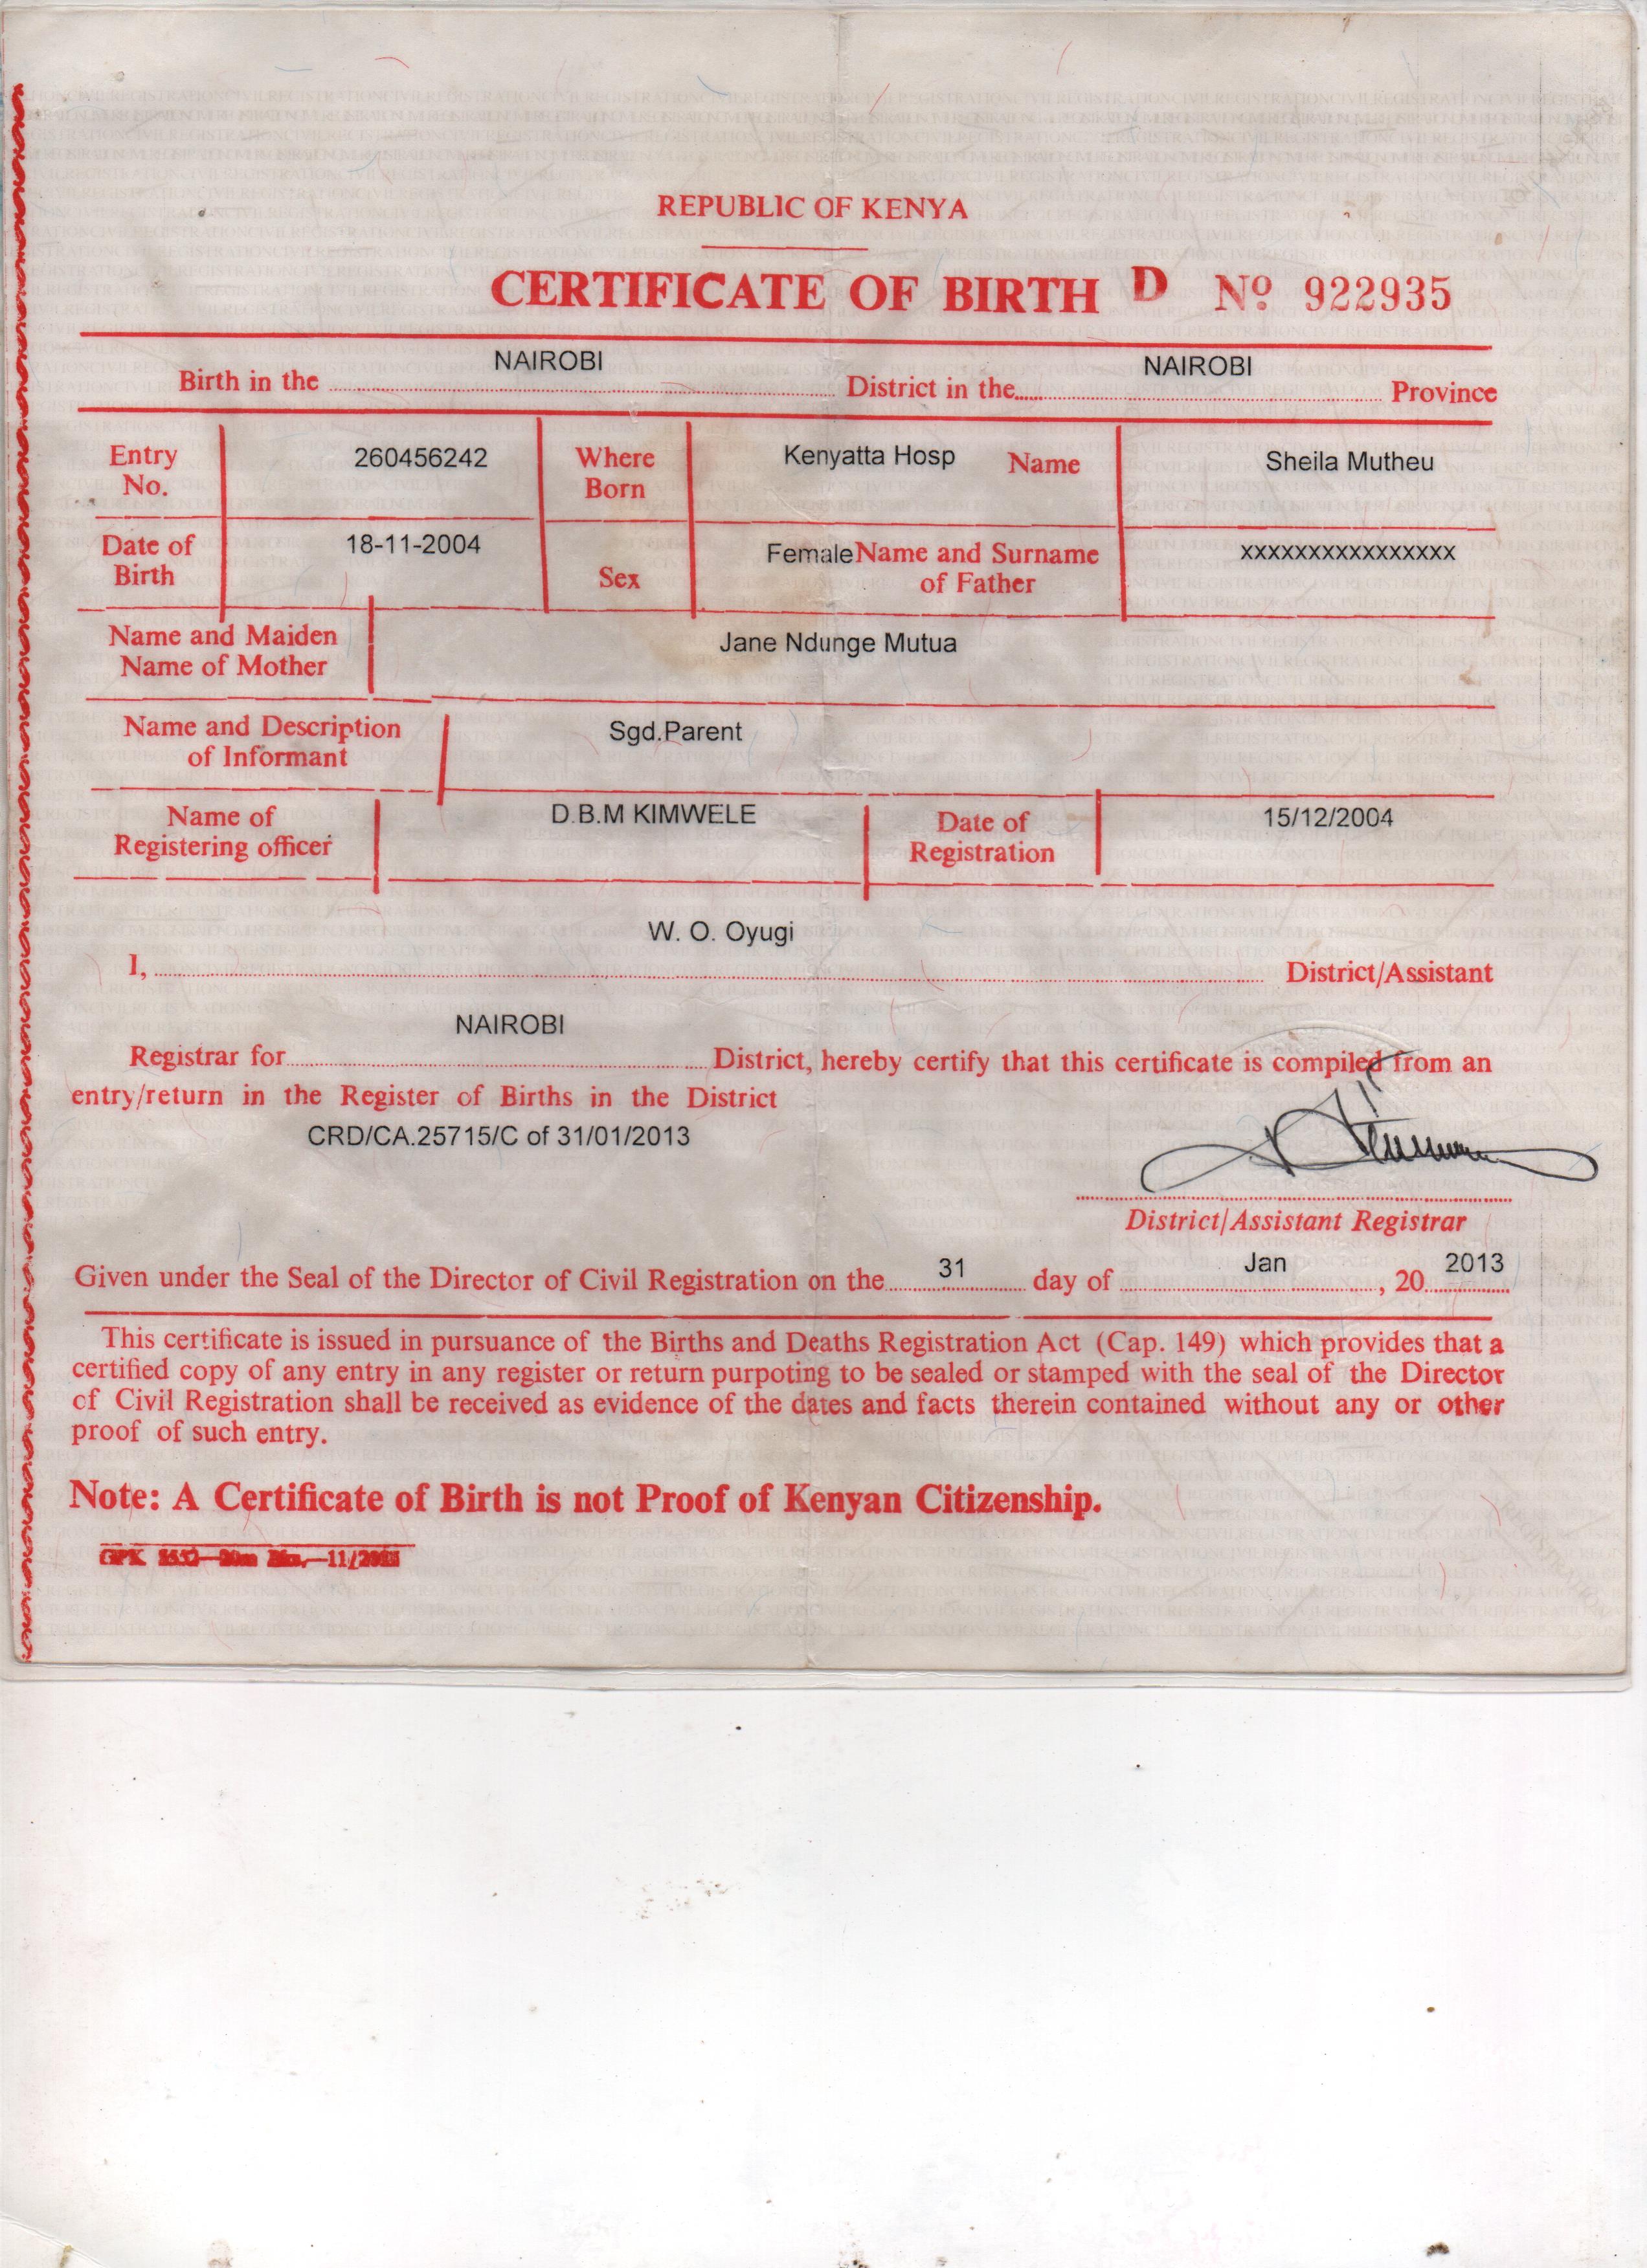 REPUBLIC OF KENYA
CERTIFICATE OF BIRTH D Nº 922935
Birth in the NAIROBI District in the NAIROBI Province
Entry No. 260456242 Where Born Kenyatta Hosp Name Sheila Mutheu
Date of Birth 18-11-2004 Sex Female Name and Surname of Father xxxxxxxxxxxxxxxx
Name and Maiden Name of Mother Jane Ndunge Mutua
Name and Description of Informant Sgd.Parent
Name of Registering officer D.B.M KIMWELE Date of Registration 15/12/2004
I, W. O. Oyugi District/Assistant
Registrar for NAIROBI District, hereby certify that this certificate is compiled from an
entry/return in the Register of Births in the District
CRD/CA.25715/C of 31/01/2013
District/Assistant Registrar
Given under the Seal of the Director of Civil Registration on the 31 day of Jan, 20 2013
This certificate is issued in pursuance of the Births and Deaths Registration Act (Cap. 149) which provides that a
certified copy of any entry in any register or return purpoting to be sealed or stamped with the seal of the Director
of Civil Registration shall be received as evidence of the dates and facts therein contained without any or other
proof of such entry.
Note: A Certificate of Birth is not Proof of Kenyan Citizenship.
GPK